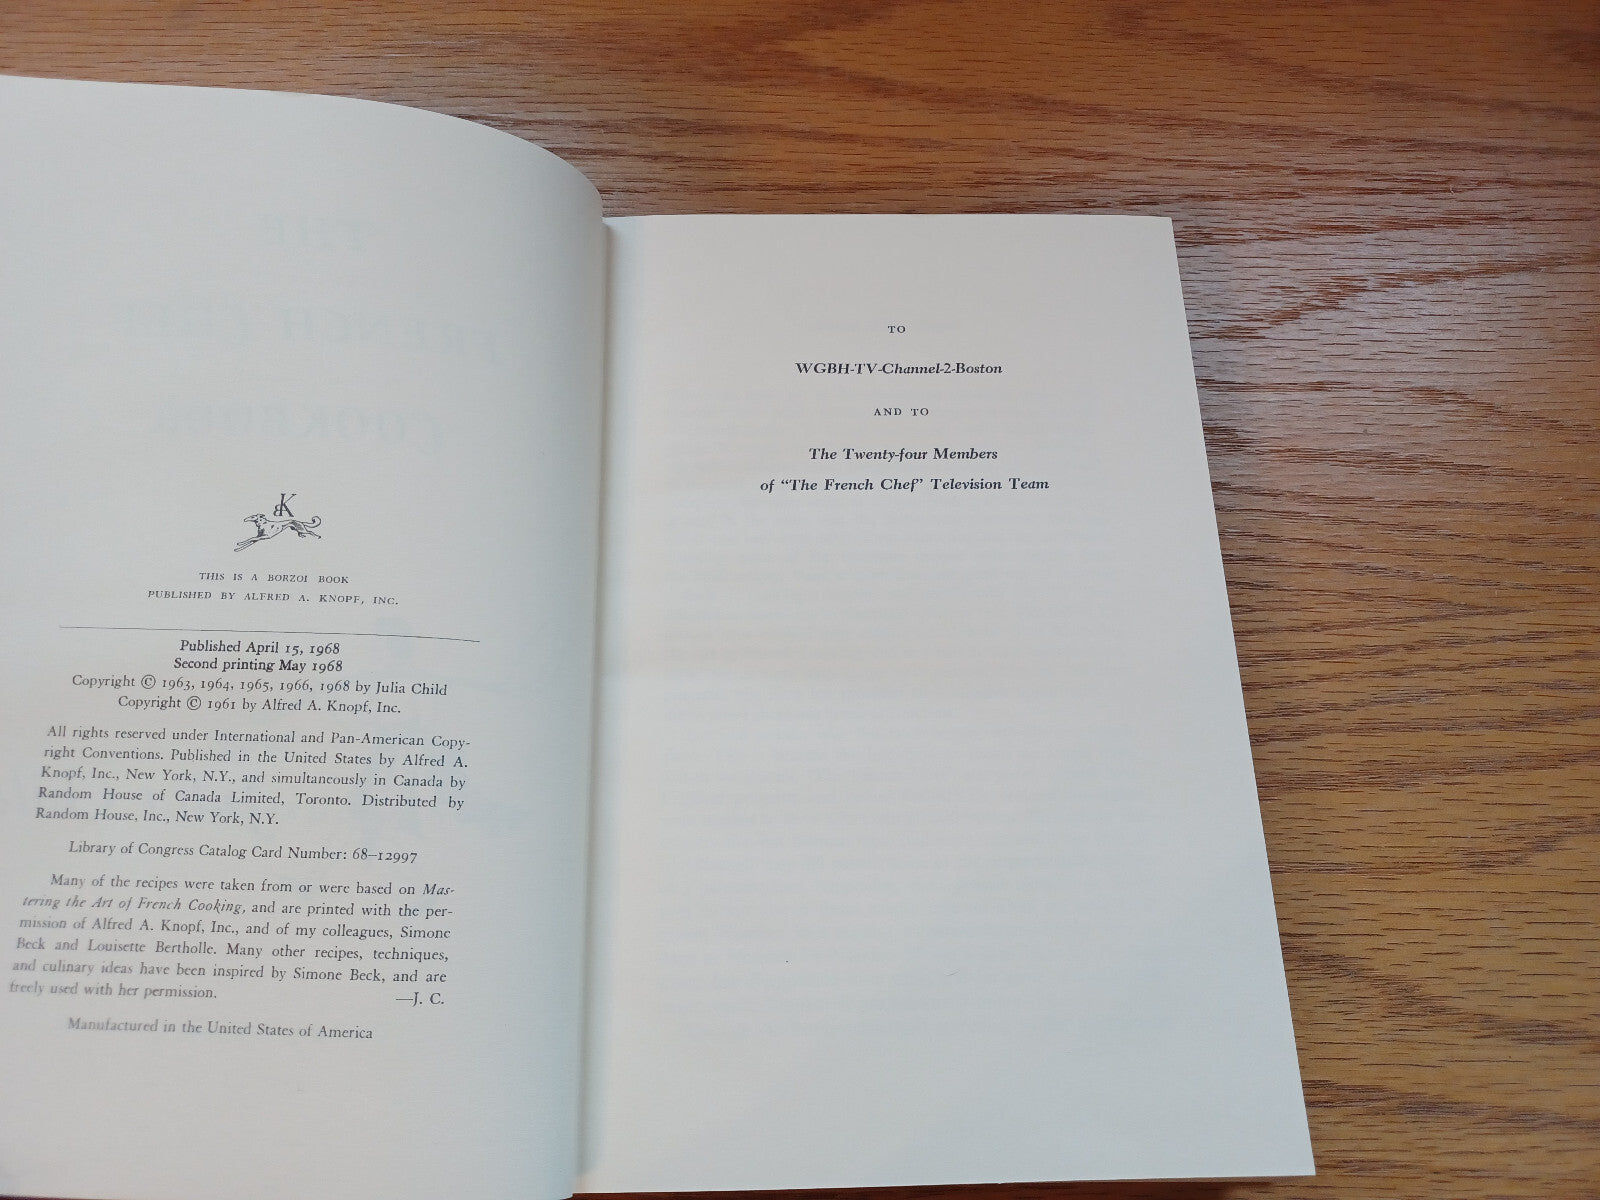 THE
FRENCH CHEF
COOKBOOK
BK
THIS IS A BORZOI BOOK
PUBLISHED BY ALFRED A. KNOPF, INC.
Published April 15, 1968
Second printing May 1968
Copyright © 1963, 1964, 1965, 1966, 1968 by Julia Child
Copyright © 1961 by Alfred A. Knopf, Inc.
All rights reserved under International and Pan-American Copy-
right Conventions. Published in the United States by Alfred A.
Knopf, Inc., New York, N.Y., and simultaneously in Canada by
Random House of Canada Limited, Toronto. Distributed by
Random House, Inc., New York, N.Y.
Library of Congress Catalog Card Number: 68–12997
Many of the recipes were taken from or were based on Mas-
tering the Art of French Cooking, and are printed with the per-
mission of Alfred A. Knopf, Inc., and of my colleagues, Simone
Beck and Louisette Bertholle. Many other recipes, techniques,
and culinary ideas have been inspired by Simone Beck, and are
freely used with her permission. —J. C.
Manufactured in the United States of America
TO
WGBH-TV-Channel-2-Boston
AND TO
The Twenty-four Members
of “The French Chef” Television Team